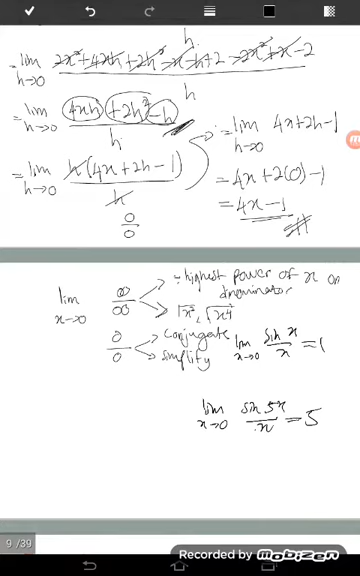 h
= lim h→0 2x² + 4xh + 2h² - x - h + 2 - 2x² + x - 2
h
= lim h→0 4xh + 2h² - h
h
= lim h→0 h(4x + 2h - 1)
h
0
0
= lim h→0 4x + 2h - 1
= 4x + 2(0) - 1
= 4x - 1 #
lim x→0
∞
∞
÷ highest power of x on
√x², √x⁴
0
0
conjugate
simplify
lim x→0 sin x / x = 1
lim x→0 sin 5x / x = 5
9 / 39
Recorded by Mobizen